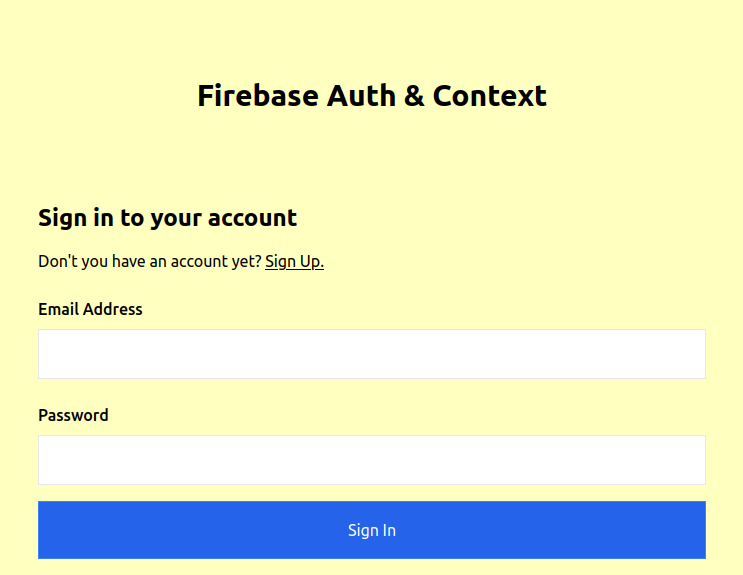 Firebase Auth & Context
Sign in to your account
Don't you have an account yet? Sign Up.
Email Address
Password
Sign In